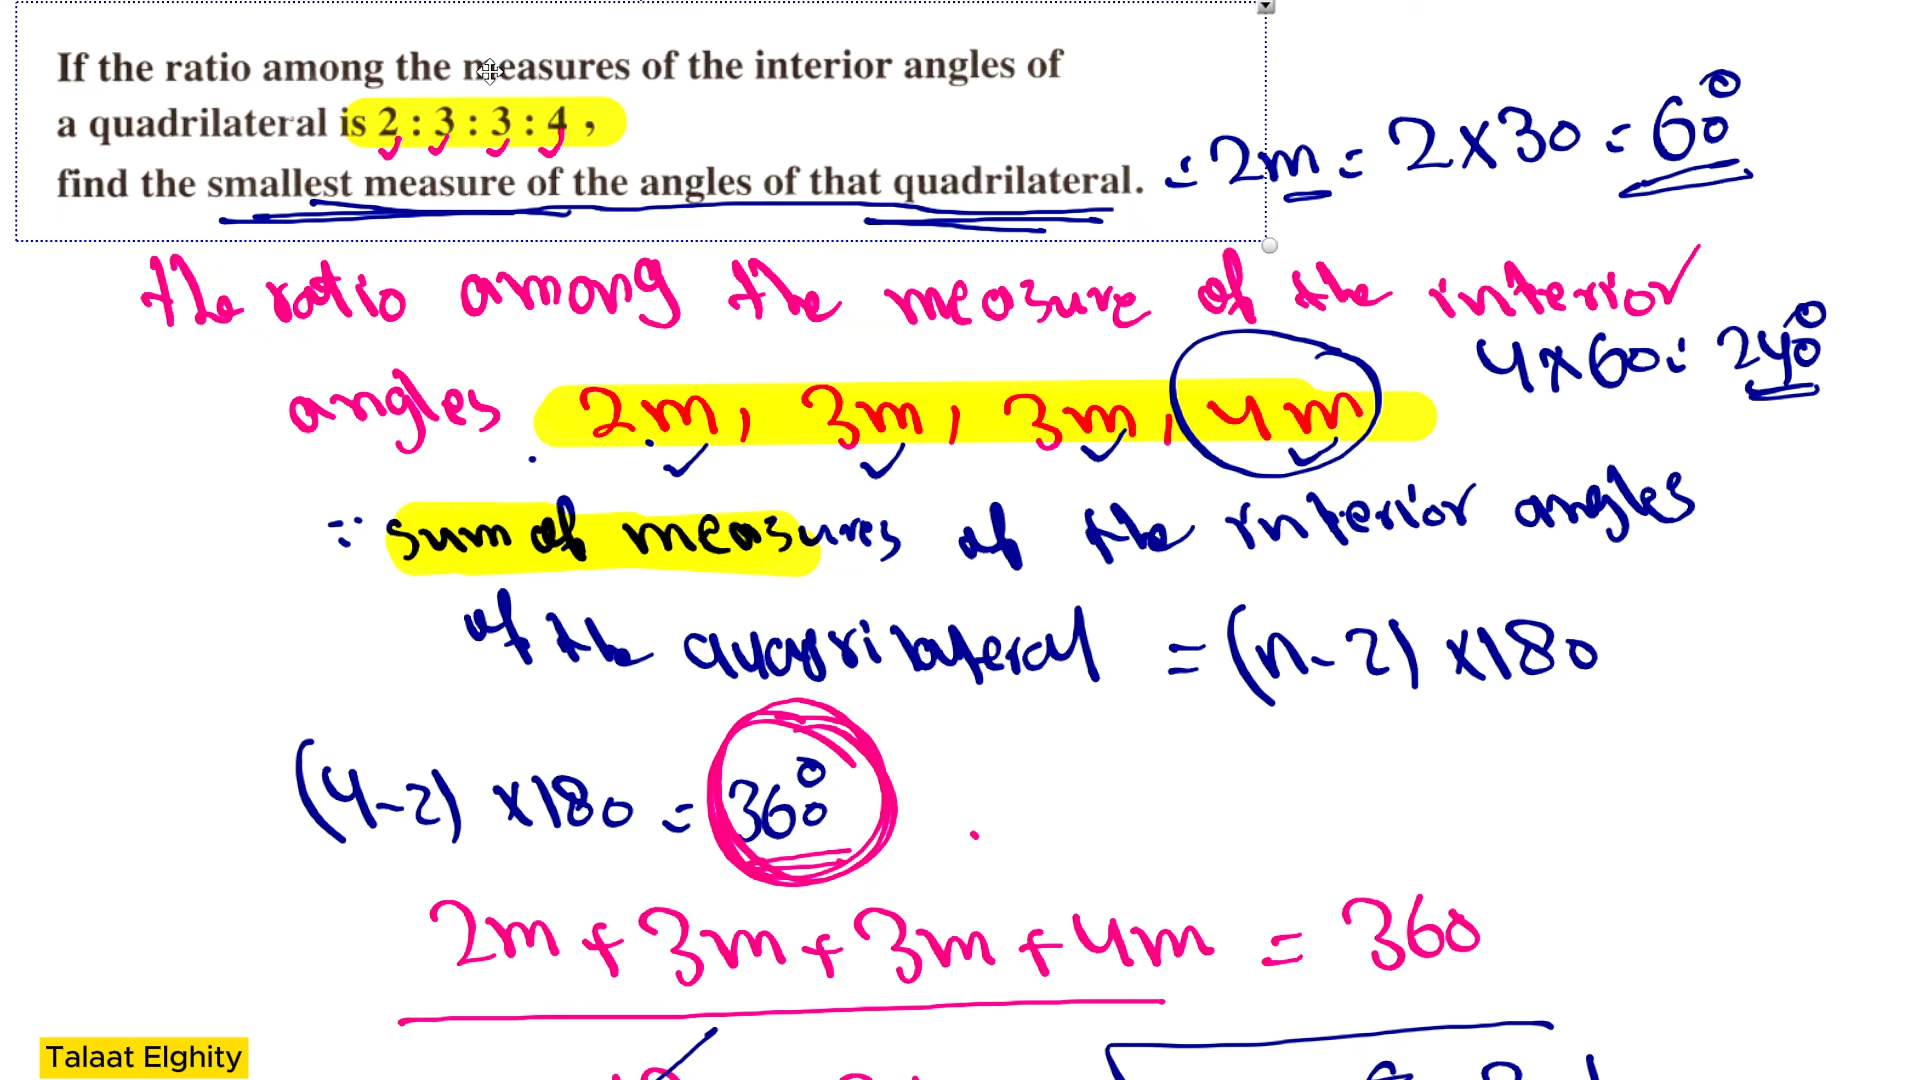 If the ratio among the measures of the interior angles of
a quadrilateral is 2 : 3 : 3 : 4 ,
find the smallest measure of the angles of that quadrilateral. = 2m = 2 × 30 = 60°
the ratio among the measure of the interior
4 × 60 = 240°
angles 2m, 3m, 3m, 4m
∵ sum of measures of the interior angles
of the quadrilateral = (n - 2) × 180
(4 - 2) × 180 = 360°
2m + 3m + 3m + 4m = 360
Talaat Elghity